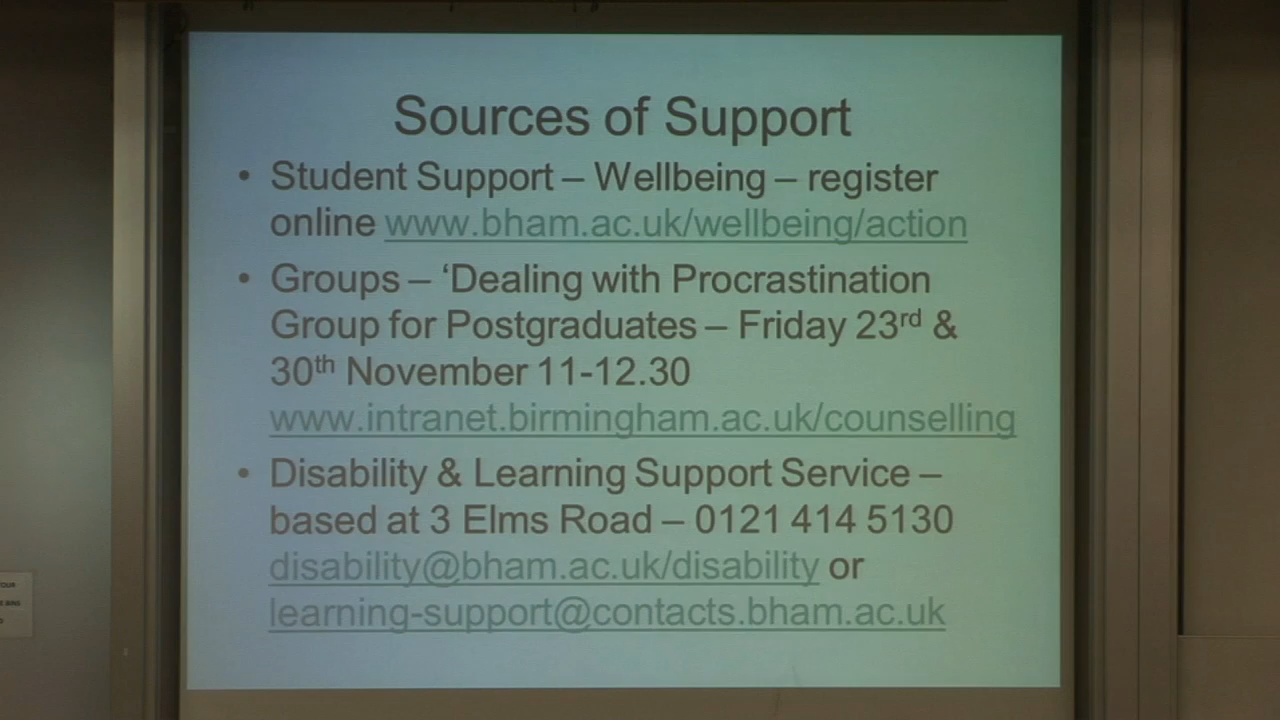 Sources of Support
• Student Support – Wellbeing – register
online www.bham.ac.uk/wellbeing/action
• Groups – ‘Dealing with Procrastination
Group for Postgraduates – Friday 23rd &
30th November 11-12.30
www.intranet.birmingham.ac.uk/counselling
• Disability & Learning Support Service –
based at 3 Elms Road – 0121 414 5130
disability@bham.ac.uk/disability or
learning-support@contacts.bham.ac.uk